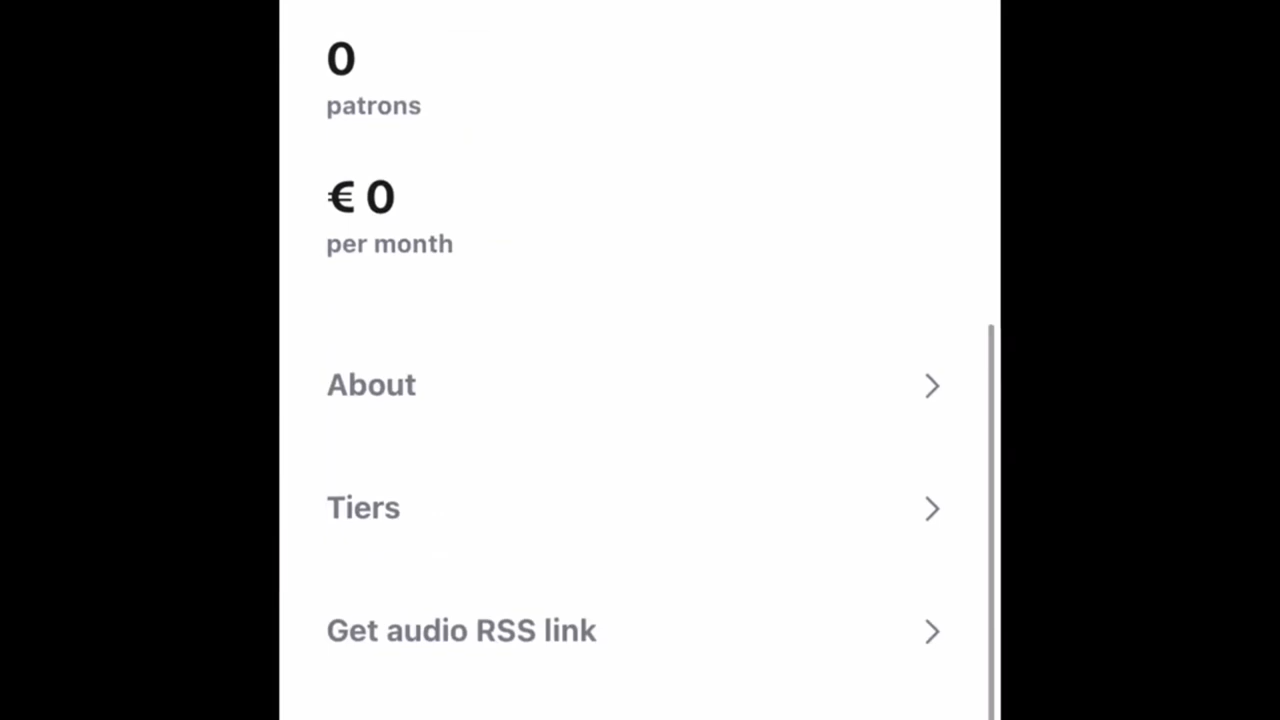 0
patrons
€ 0
per month
About
Tiers
Get audio RSS link